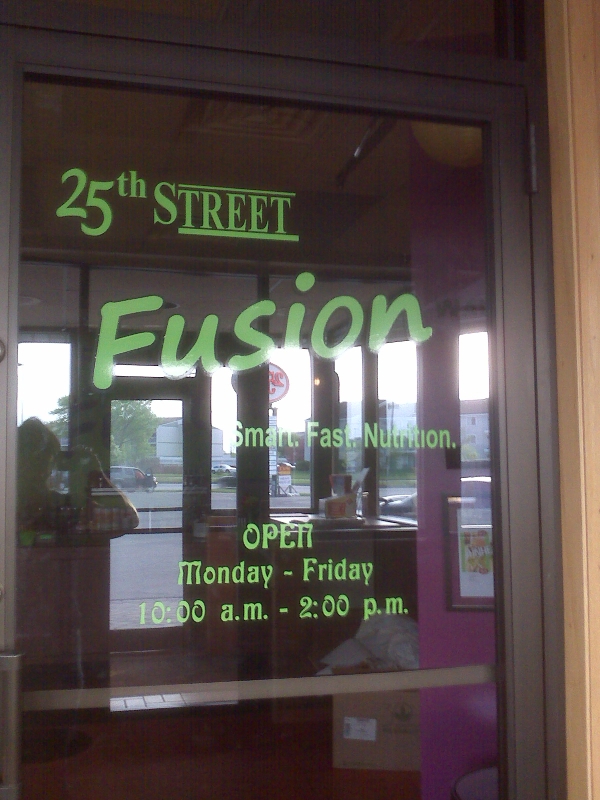 25th STREET
Fusion
Smart. Fast. Nutrition.
OPEN
Monday - Friday
10:00 a.m. - 2:00 p.m.